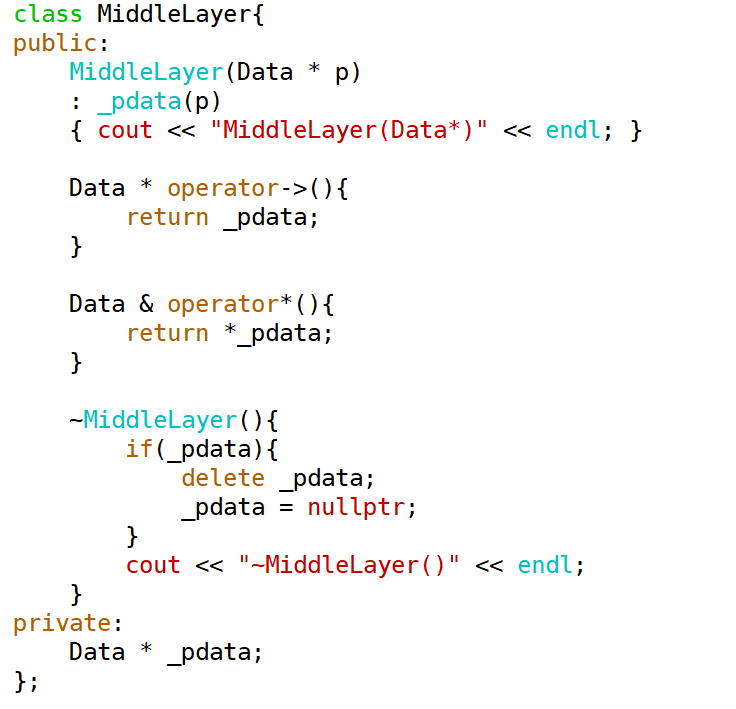 class MiddleLayer{
public:
    MiddleLayer(Data * p)
    : _pdata(p)
    { cout << "MiddleLayer(Data*)" << endl; }

    Data * operator->(){
        return _pdata;
    }

    Data & operator*(){
        return *_pdata;
    }

    ~MiddleLayer(){
        if(_pdata){
            delete _pdata;
            _pdata = nullptr;
        }
        cout << "~MiddleLayer()" << endl;
    }
private:
    Data * _pdata;
};